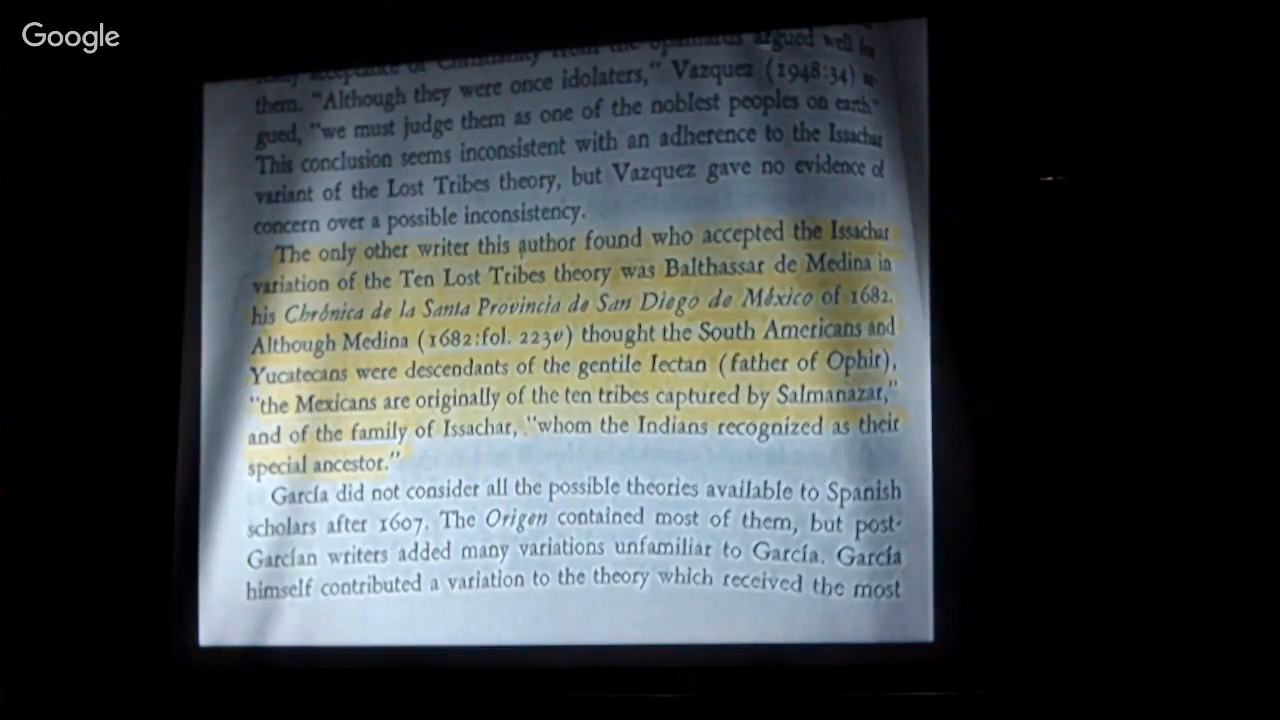 Google
acceptance of Christianity from the Spaniards argued well for
them. "Although they were once idolaters," Vazquez (1948:34) ar-
gued, "we must judge them as one of the noblest peoples on earth."
This conclusion seems inconsistent with an adherence to the Issachar
variant of the Lost Tribes theory, but Vazquez gave no evidence of
concern over a possible inconsistency.
The only other writer this author found who accepted the Issachar
variation of the Ten Lost Tribes theory was Balthassar de Medina in
his Chrónica de la Santa Provincia de San Diego de México of 1682.
Although Medina (1682:fol. 223v) thought the South Americans and
Yucatecans were descendants of the gentile Iectan (father of Ophir),
"the Mexicans are originally of the ten tribes captured by Salmanazar,"
and of the family of Issachar, "whom the Indians recognized as their
special ancestor."
García did not consider all the possible theories available to Spanish
scholars after 1607. The Origen contained most of them, but post-
Garcían writers added many variations unfamiliar to García. García
himself contributed a variation to the theory which received the most